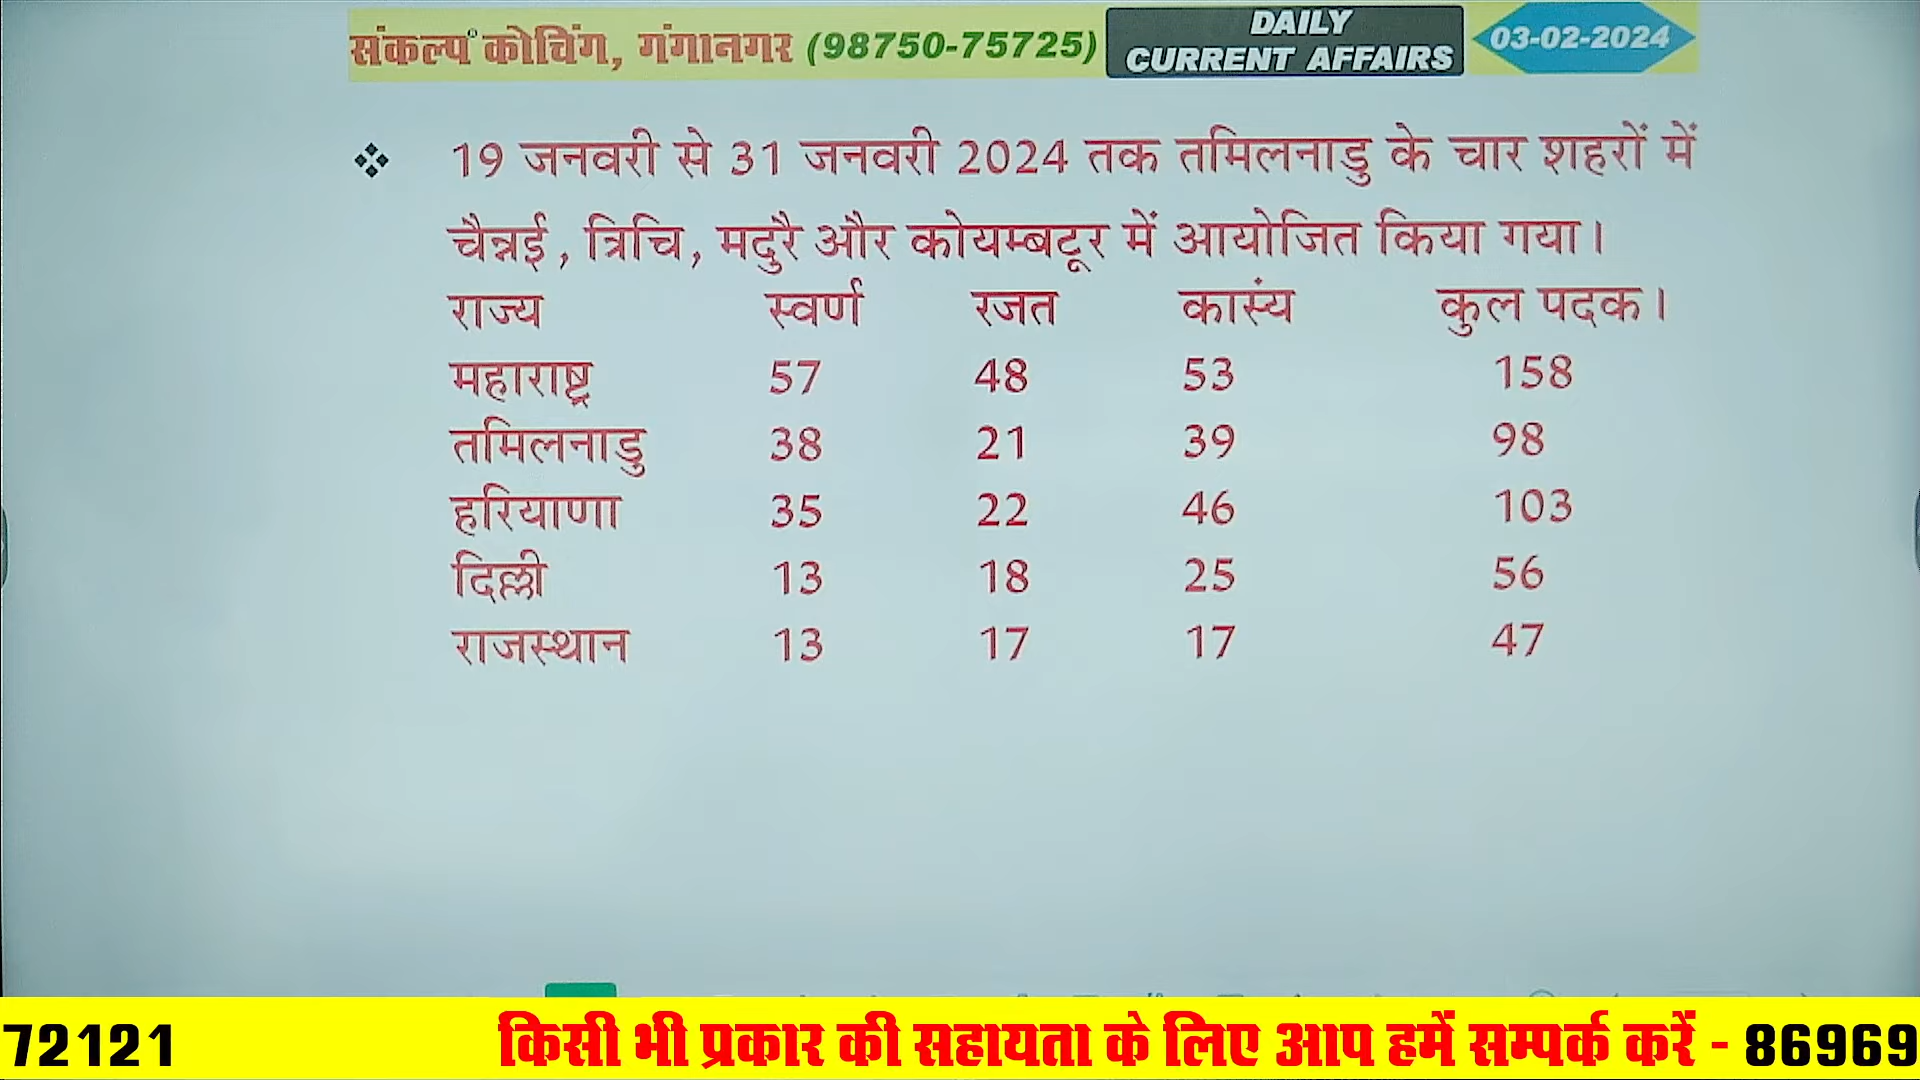 संकल्प® कोचिंग, गंगानगर (98750-75725) DAILY CURRENT AFFAIRS 03-02-2024
❖ 19 जनवरी से 31 जनवरी 2024 तक तमिलनाडु के चार शहरों में
चैन्नई, त्रिचि, मदुरै और कोयम्बटूर में आयोजित किया गया।
राज्य स्वर्ण रजत कास्ंय कुल पदक।
महाराष्ट्र 57 48 53 158
तमिलनाडु 38 21 39 98
हरियाणा 35 22 46 103
दिल्ली 13 18 25 56
राजस्थान 13 17 17 47
72121 किसी भी प्रकार की सहायता के लिए आप हमें सम्पर्क करें - 86969